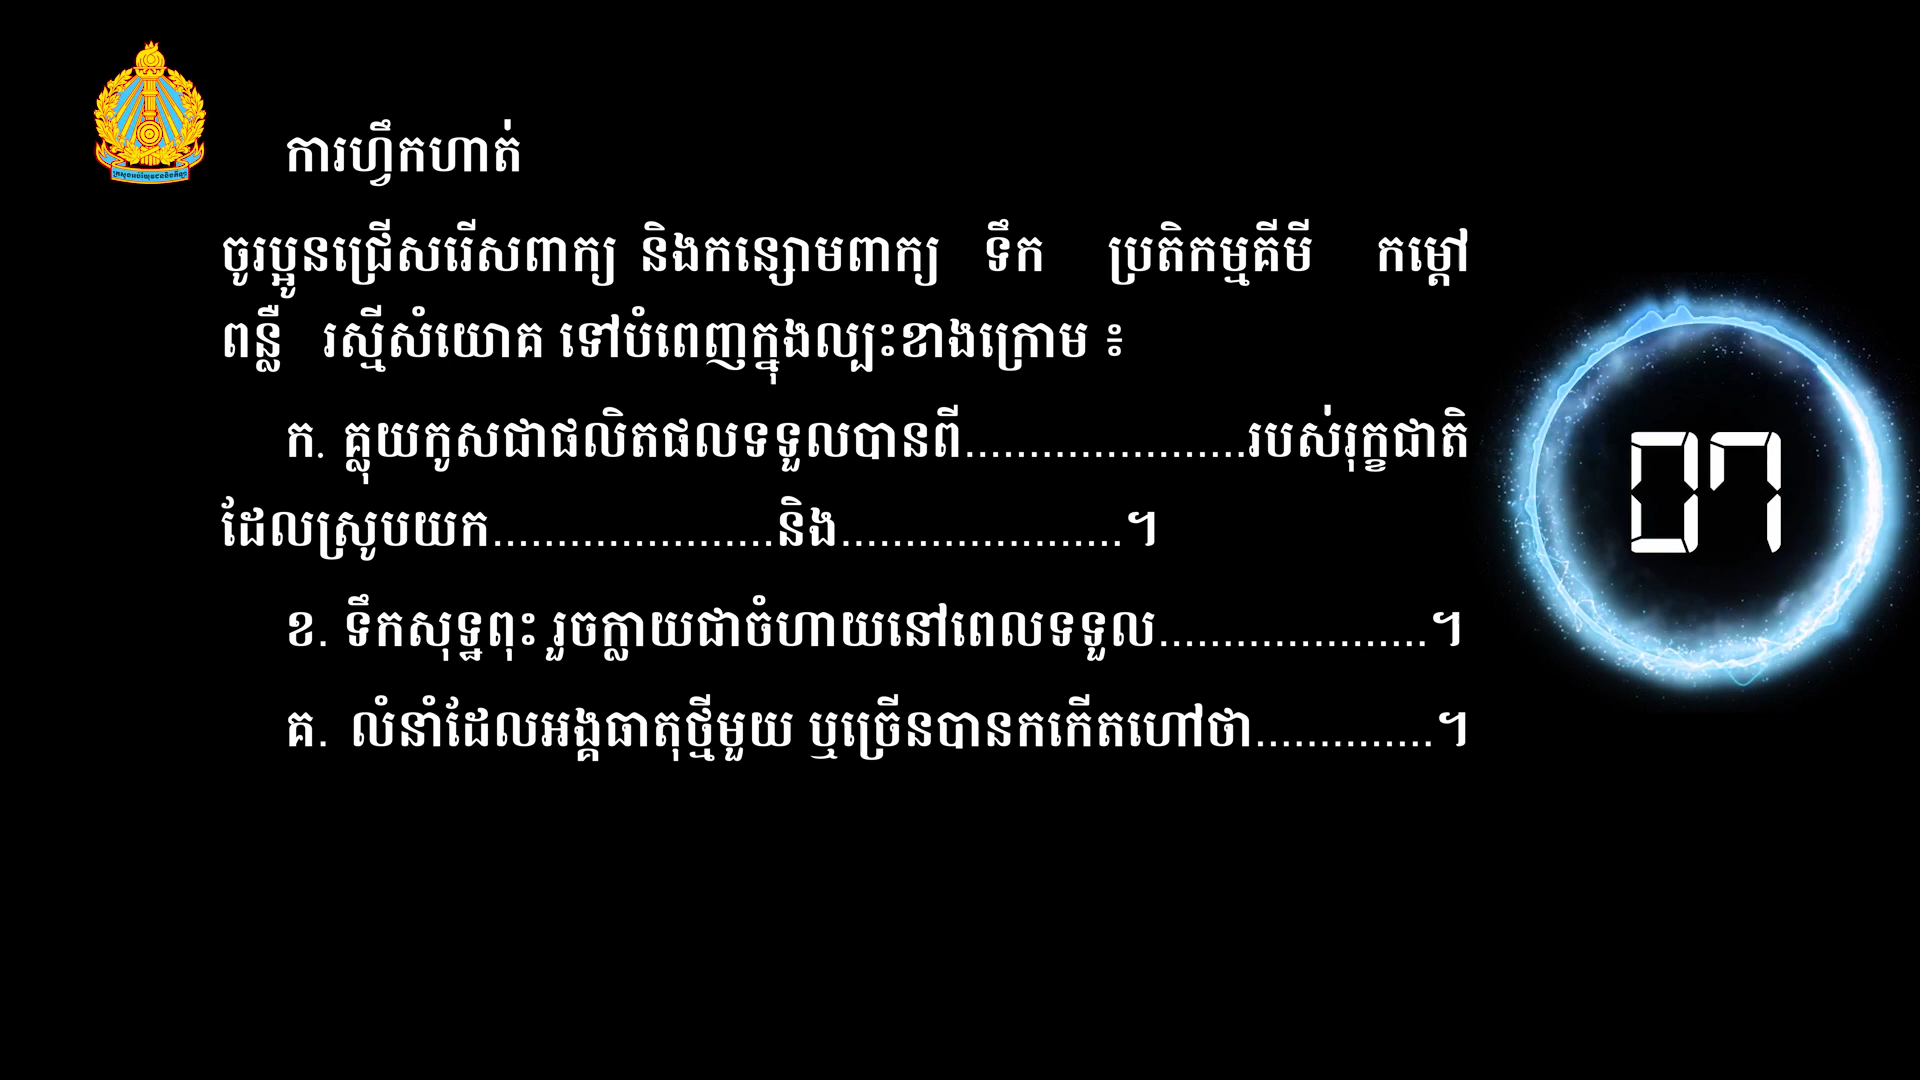 ការហ្វឹកហាត់
ចូរប្អូនជ្រើសរើសពាក្យ និងកន្សោមពាក្យ ទឹក ប្រតិកម្មគីមី កម្ដៅ
ពន្លឺ រស្មីសំយោគ ទៅបំពេញក្នុងល្បះខាងក្រោម ៖
ក. គ្លុយកូសជាផលិតផលទទួលបានពី......................របស់រុក្ខជាតិ
ដែលស្រូបយក......................និង......................។
ខ. ទឹកសុទ្ធពុះ រួចក្លាយជាចំហាយនៅពេលទទួល.....................។
គ. លំនាំដែលអង្គធាតុថ្មីមួយ ឬច្រើនបានកកើតហៅថា..............។
07